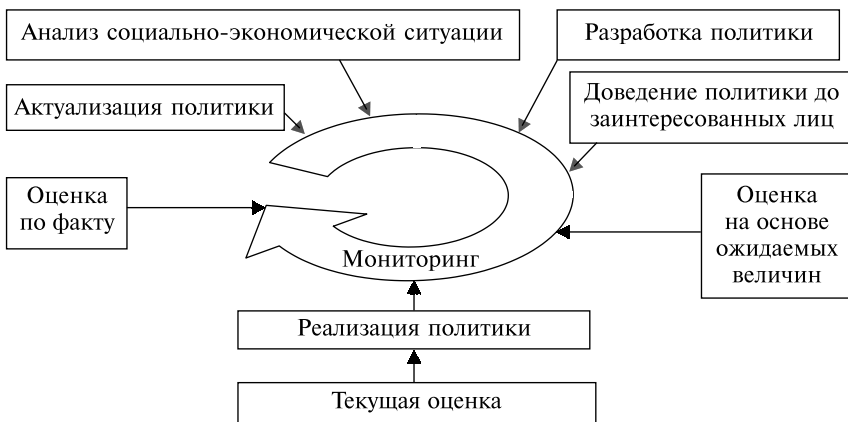 Анализ социально-экономической ситуации
Разработка политики
Актуализация политики
Доведение политики до
заинтересованных лиц
Оценка
по факту
Оценка
на основе
ожидаемых
величин
Мониторинг
Реализация политики
Текущая оценка